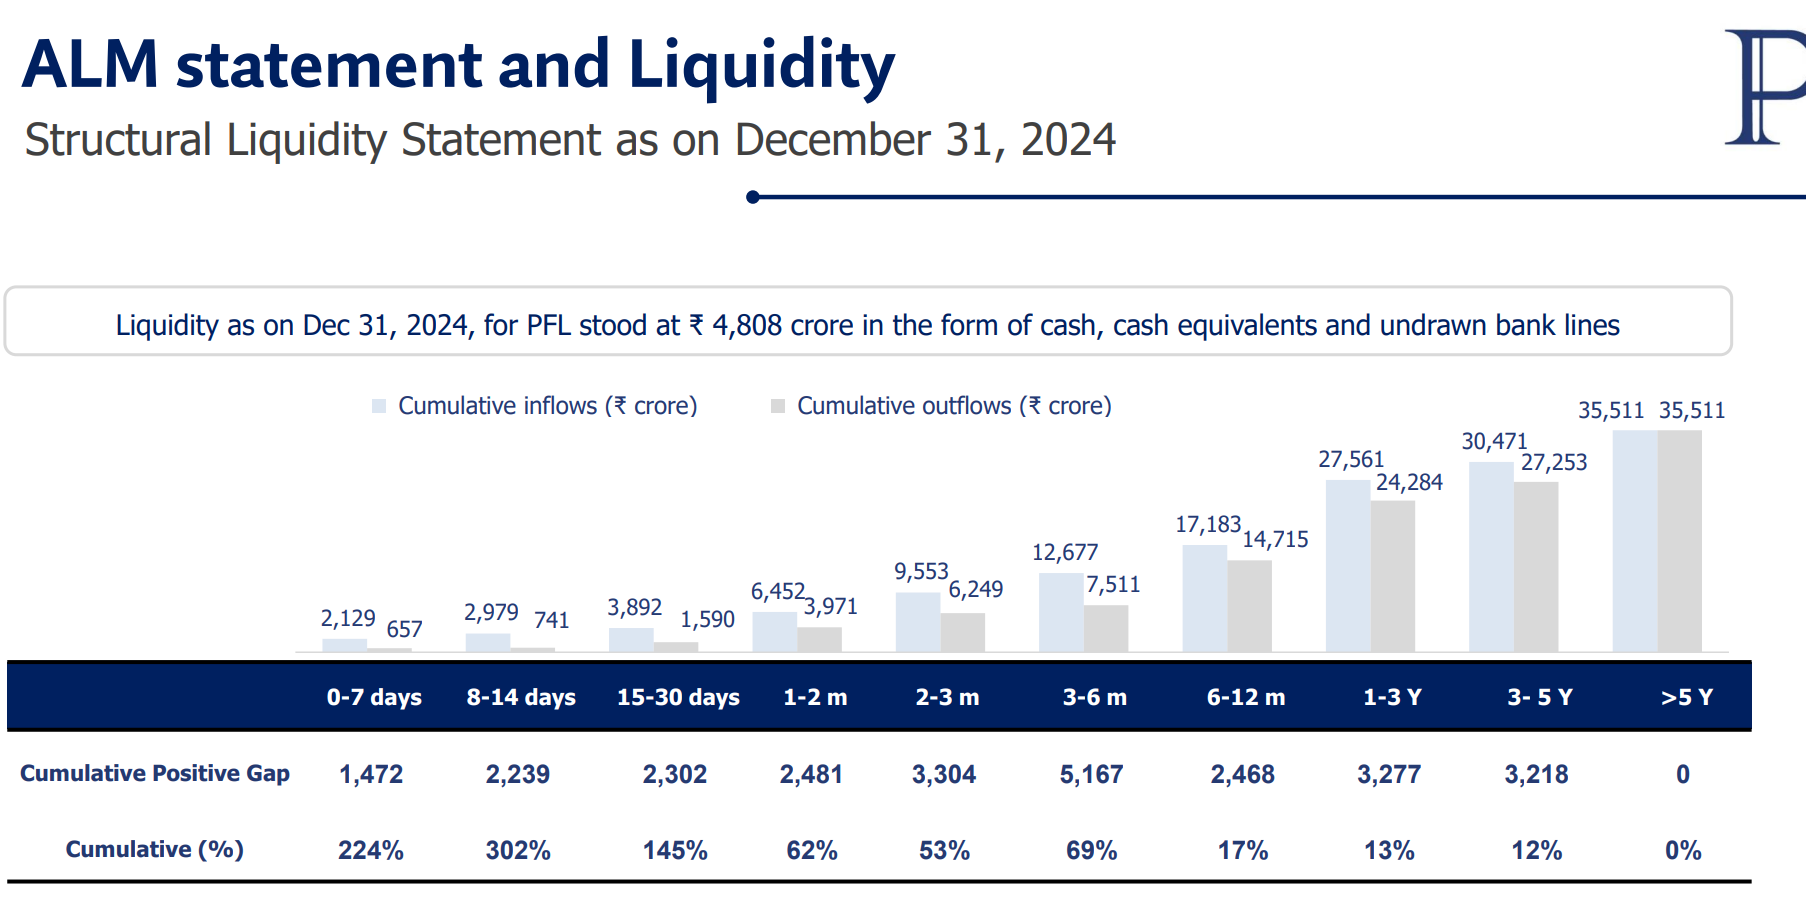 ALM statement and Liquidity
P
Structural Liquidity Statement as on December 31, 2024
Liquidity as on Dec 31, 2024, for PFL stood at ₹ 4,808 crore in the form of cash, cash equivalents and undrawn bank lines
Cumulative inflows (₹ crore) Cumulative outflows (₹ crore)
2,129 657 2,979 741 3,892 1,590 6,452 3,971 9,553 6,249 12,677 7,511 17,183 14,715 27,561 24,284 30,471 27,253 35,511 35,511
0-7 days 8-14 days 15-30 days 1-2 m 2-3 m 3-6 m 6-12 m 1-3 Y 3- 5 Y >5 Y
Cumulative Positive Gap 1,472 2,239 2,302 2,481 3,304 5,167 2,468 3,277 3,218 0
Cumulative (%) 224% 302% 145% 62% 53% 69% 17% 13% 12% 0%